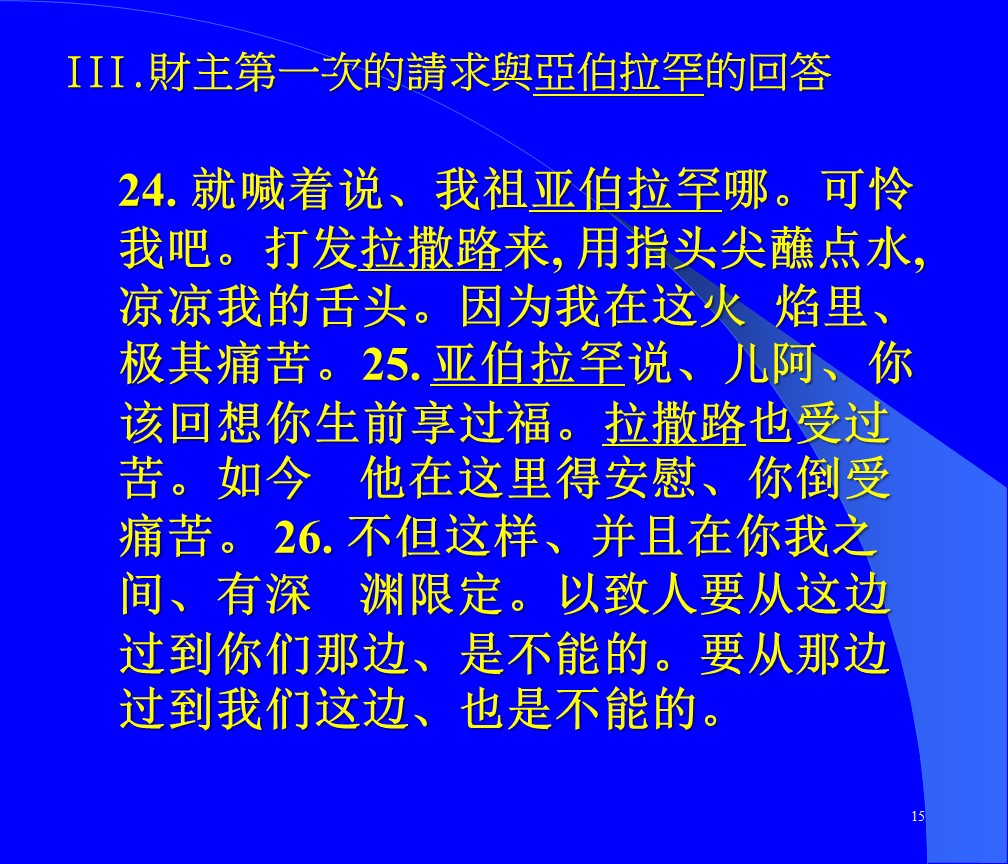 III.財主第一次的請求與亞伯拉罕的回答
24. 就喊着说、我祖亚伯拉罕哪。可怜
我吧。打发拉撒路来, 用指头尖蘸点水,
凉凉我的舌头。因为我在这火 焰里、
极其痛苦。25. 亚伯拉罕说、儿阿、你
该回想你生前享过福。拉撒路也受过
苦。如今 他在这里得安慰、你倒受
痛苦。 26. 不但这样、并且在你我之
间、有深 渊限定。以致人要从这边
过到你们那边、是不能的。要从那边
过到我们这边、也是不能的。
15